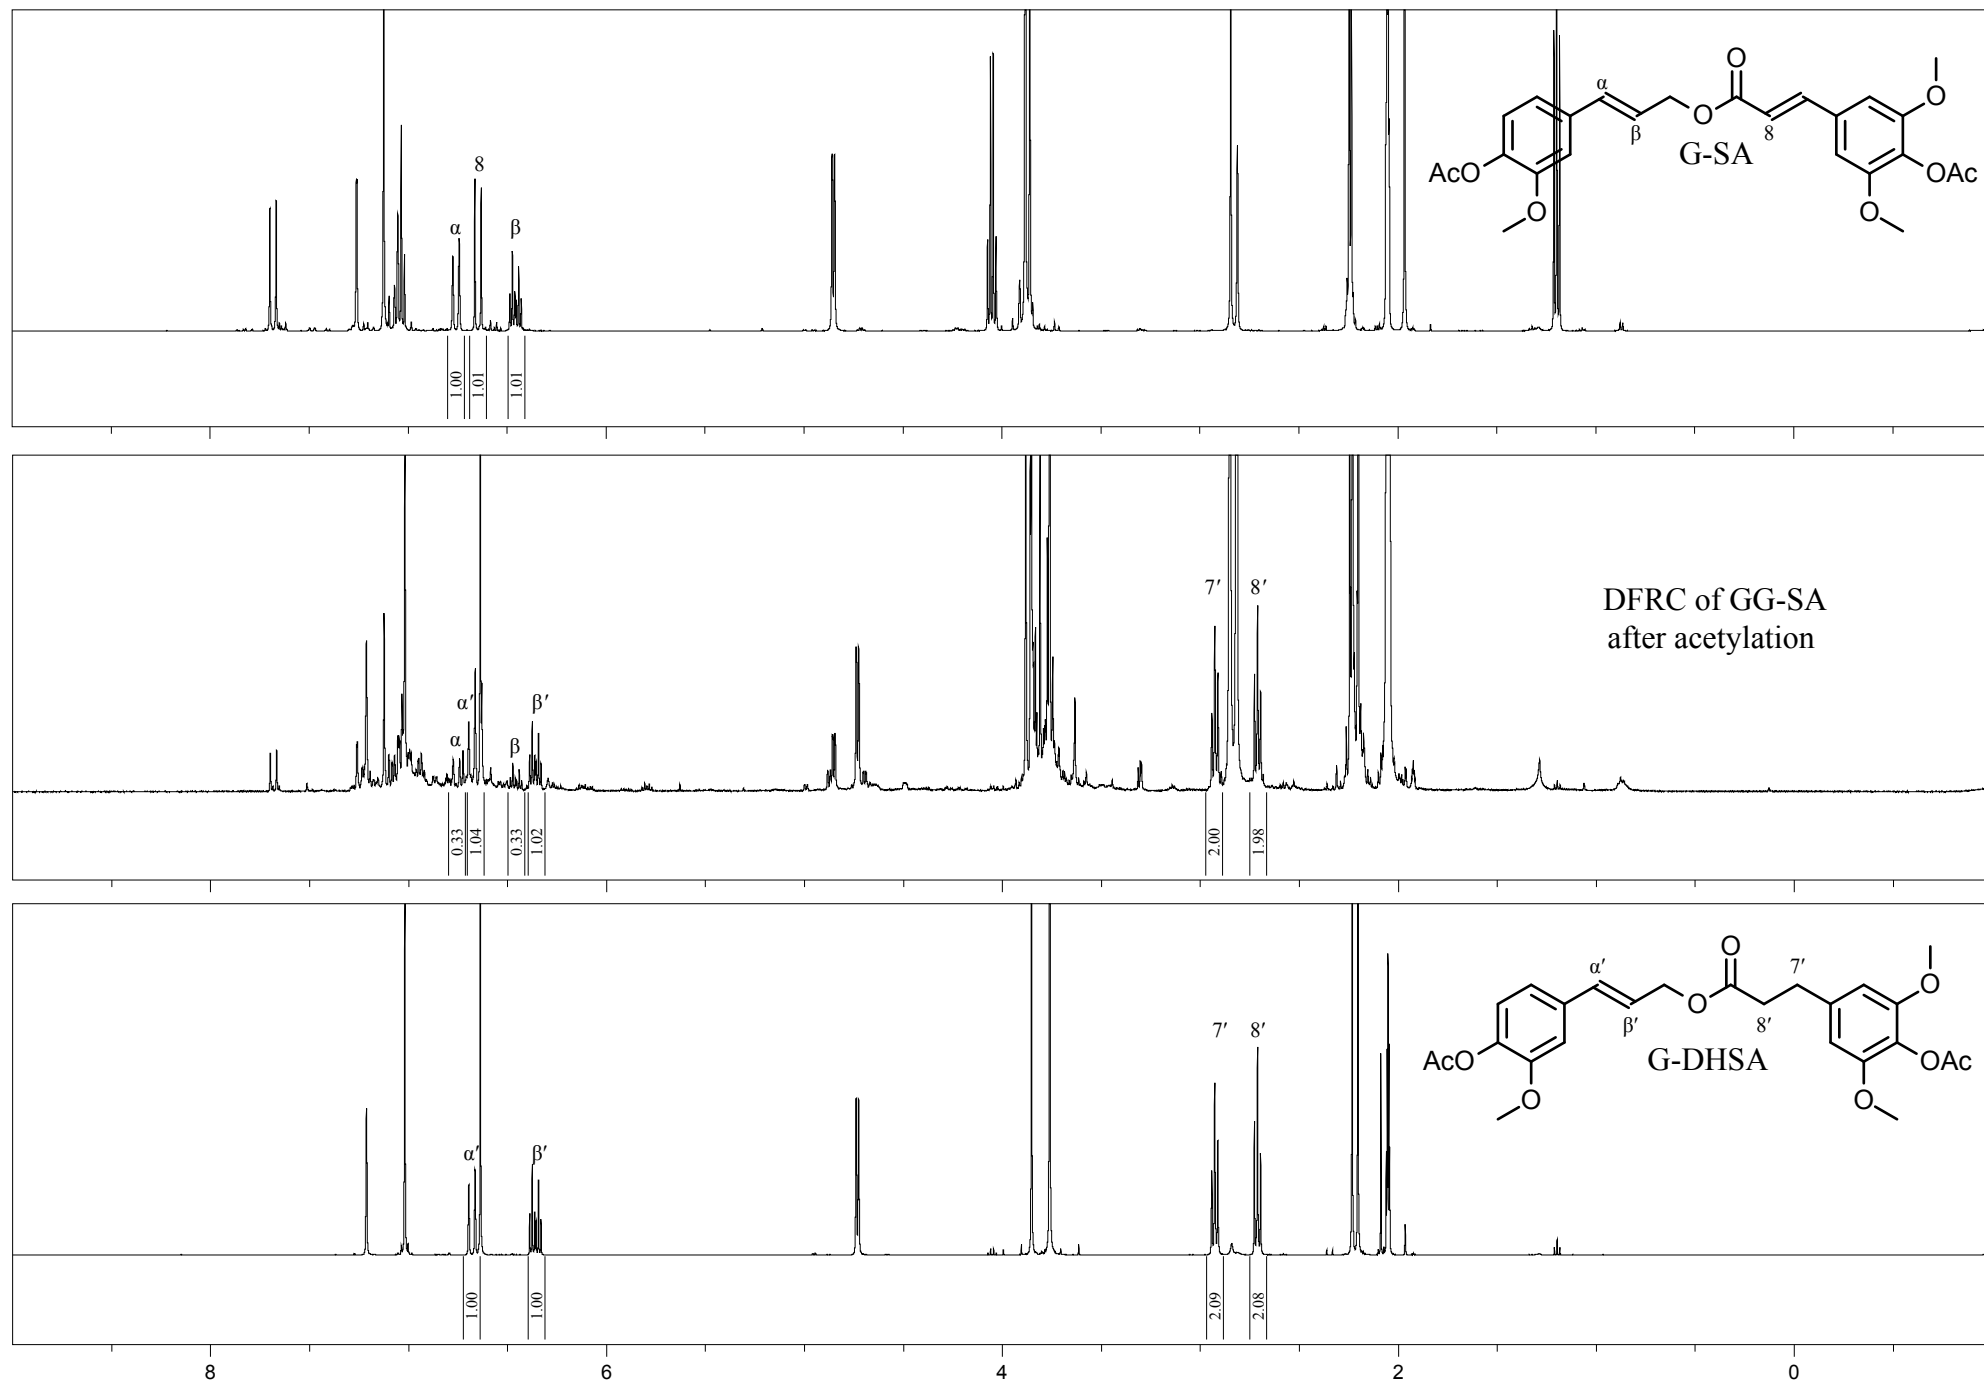 O
α
O
O
β
8
G-SA
AcO
O
OAc
O
8
α
β
1.00
1.01
1.01
DFRC of GG-SA
after acetylation
7′
8′
α′
β′
α
β
0.33
1.04
0.33
1.02
2.00
1.98
O
α′
7′
O
O
β′
8′
G-DHSA
AcO
O
OAc
O
7′
8′
α′
β′
1.00
1.00
2.09
2.08
8
6
4
2
0